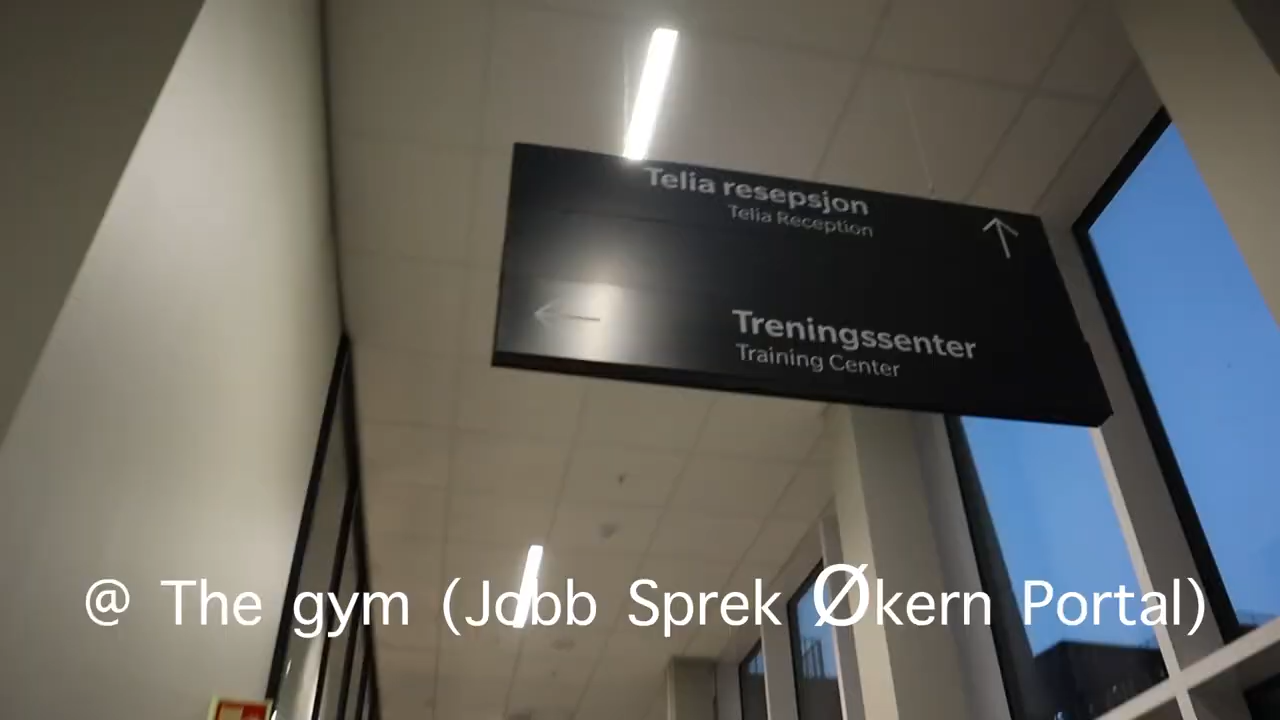 Telia resepsjon
Telia Reception
Treningssenter
Training Center
@ The gym (Jobb Sprek Økern Portal)